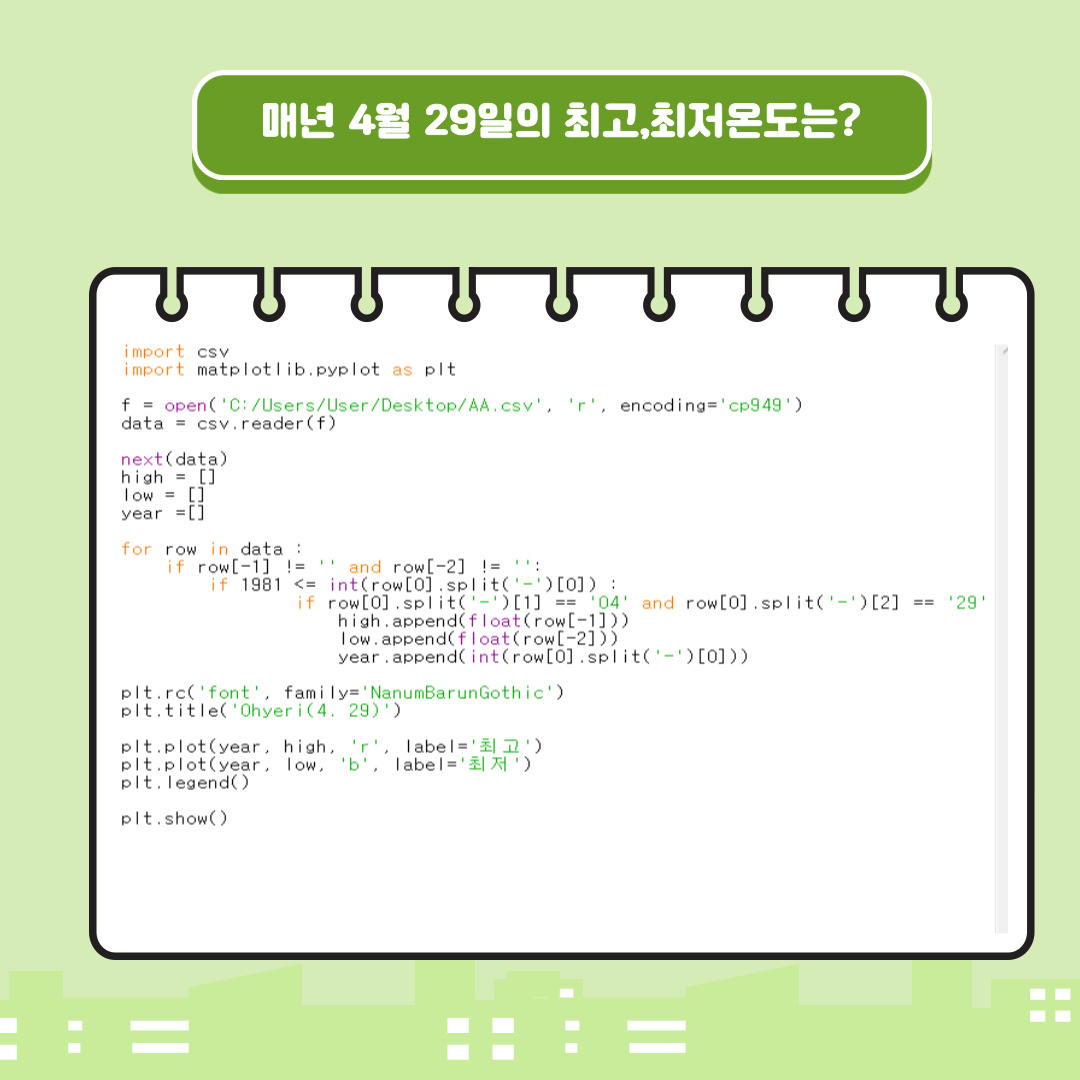 매년 4월 29일의 최고,최저온도는?
import csv
import matplotlib.pyplot as plt
f = open('C:/Users/User/Desktop/AA.csv', 'r', encoding='cp949')
data = csv.reader(f)
next(data)
high = []
low = []
year =[]
for row in data :
    if row[-1] != '' and row[-2] != '':
        if 1981 <= int(row[0].split('-')[0]) :
                if row[0].split('-')[1] == '04' and row[0].split('-')[2] == '29'
                    high.append(float(row[-1]))
                    low.append(float(row[-2]))
                    year.append(int(row[0].split('-')[0]))
plt.rc('font', family='NanumBarunGothic')
plt.title('Ohyeri(4. 29)')
plt.plot(year, high, 'r', label='최고')
plt.plot(year, low, 'b', label='최저')
plt.legend()
plt.show()